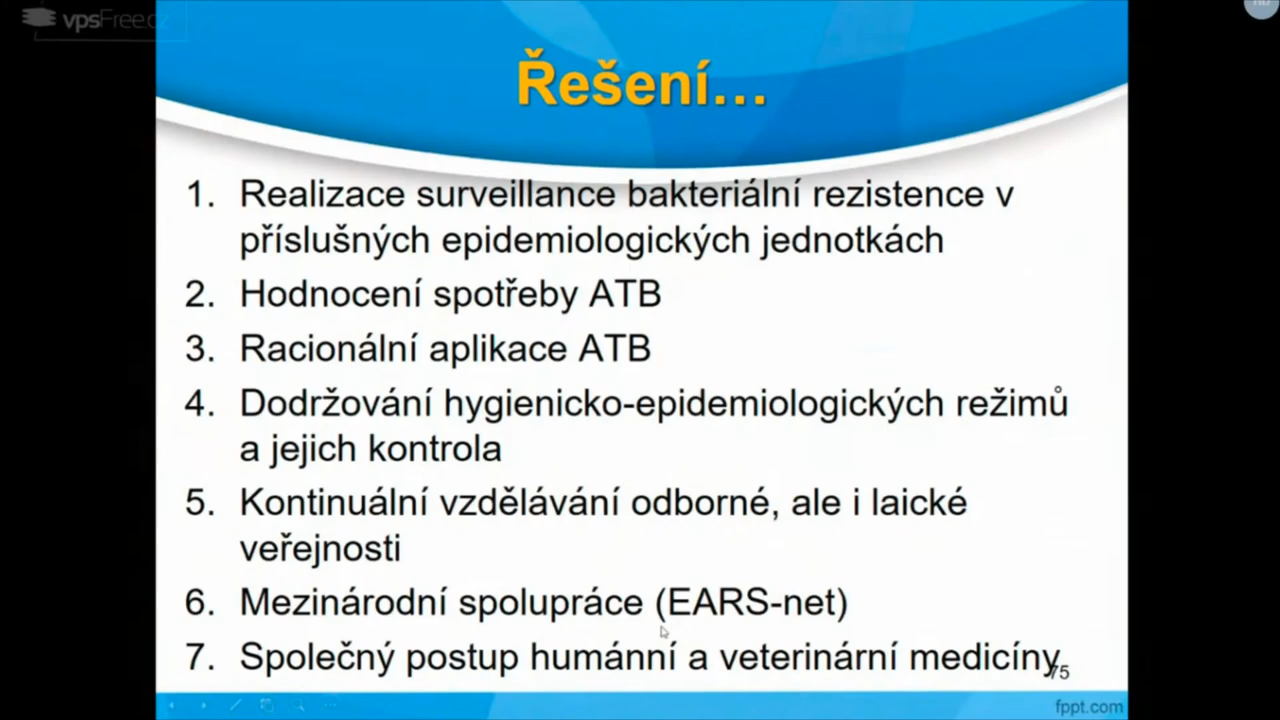 vpsFree.cz
HD
Řešení...
1. Realizace surveillance bakteriální rezistence v
příslušných epidemiologických jednotkách
2. Hodnocení spotřeby ATB
3. Racionální aplikace ATB
4. Dodržování hygienicko-epidemiologických režimů
a jejich kontrola
5. Kontinuální vzdělávání odborné, ale i laické
veřejnosti
6. Mezinárodní spolupráce (EARS-net)
7. Společný postup humánní a veterinární medicíny
75
fppt.com